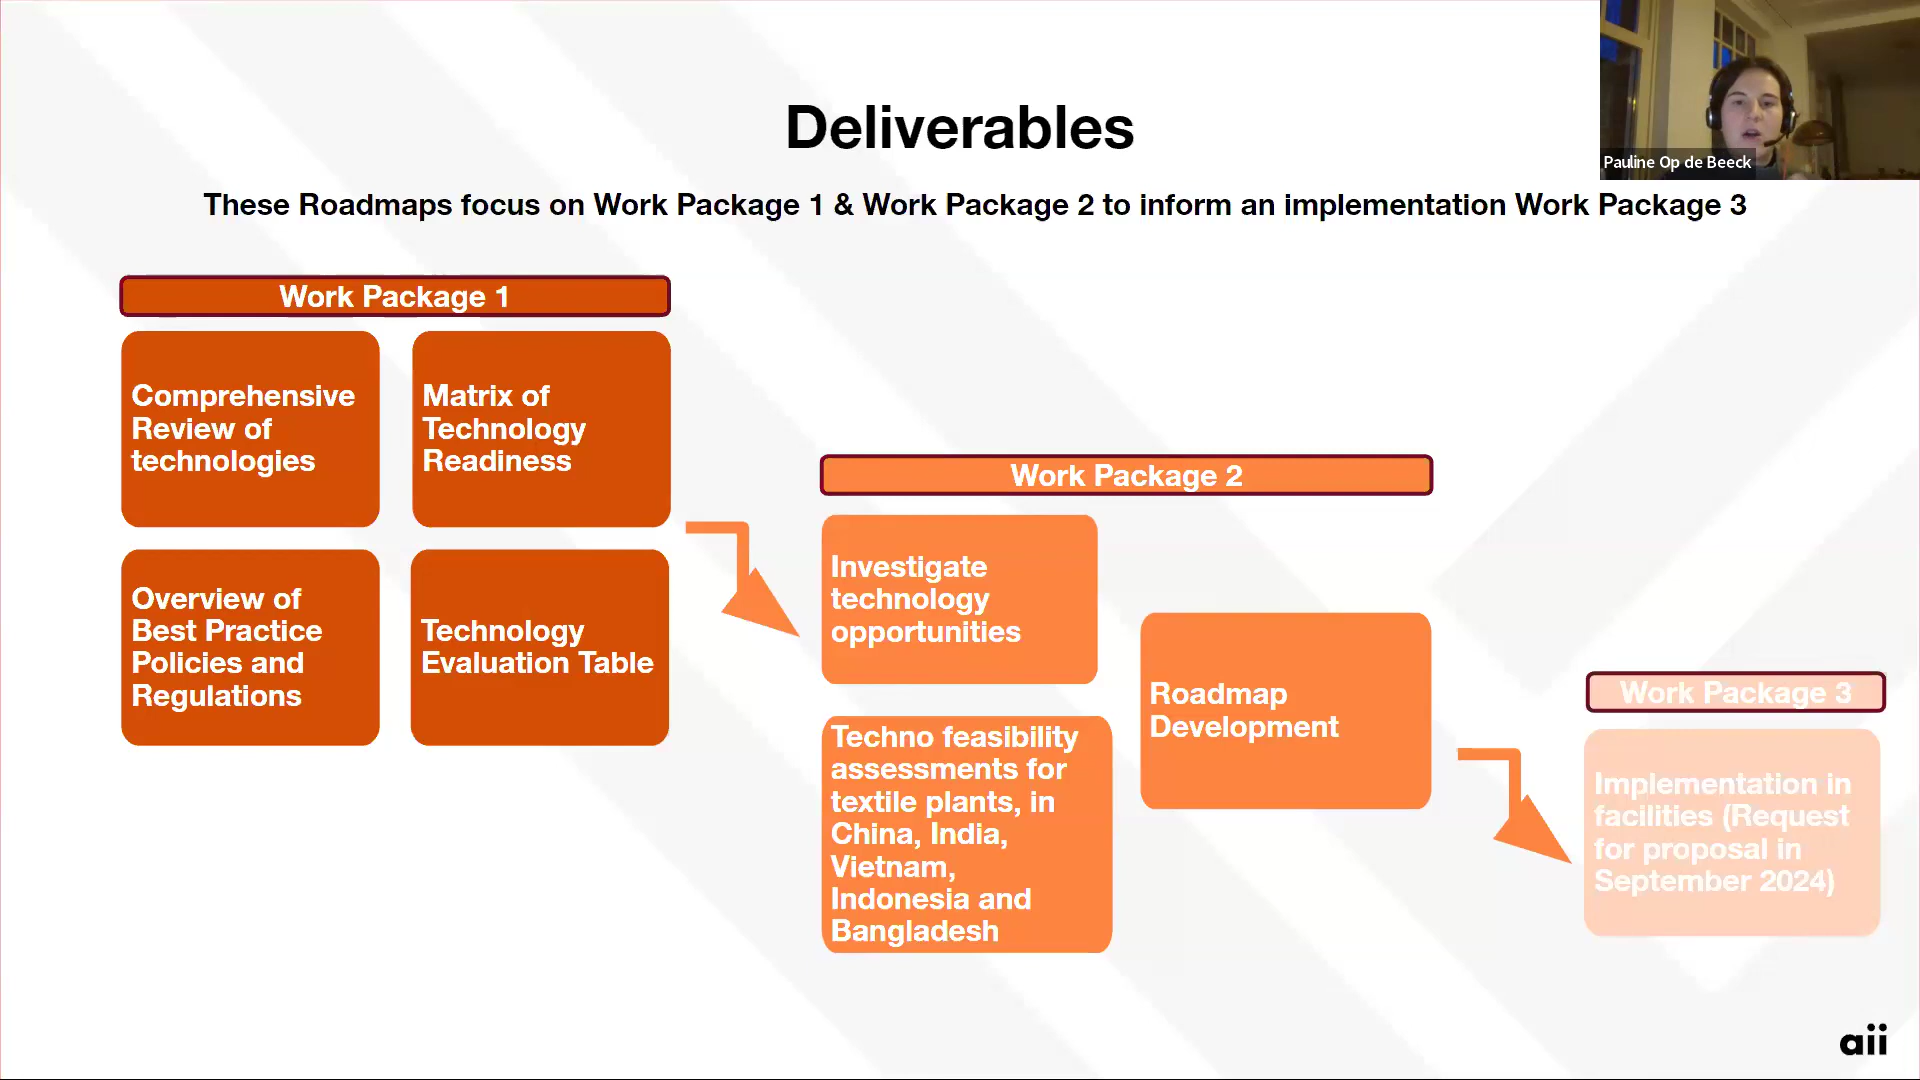 Deliverables
Pauline Op de Beeck
These Roadmaps focus on Work Package 1 & Work Package 2 to inform an implementation Work Package 3
Work Package 1
Comprehensive
Review of
technologies
Matrix of
Technology
Readiness
Overview of
Best Practice
Policies and
Regulations
Technology
Evaluation Table
Work Package 2
Investigate
technology
opportunities
Techno feasibility
assessments for
textile plants, in
China, India,
Vietnam,
Indonesia and
Bangladesh
Roadmap
Development
Work Package 3
Implementation in
facilities (Request
for proposal in
September 2024)
aii